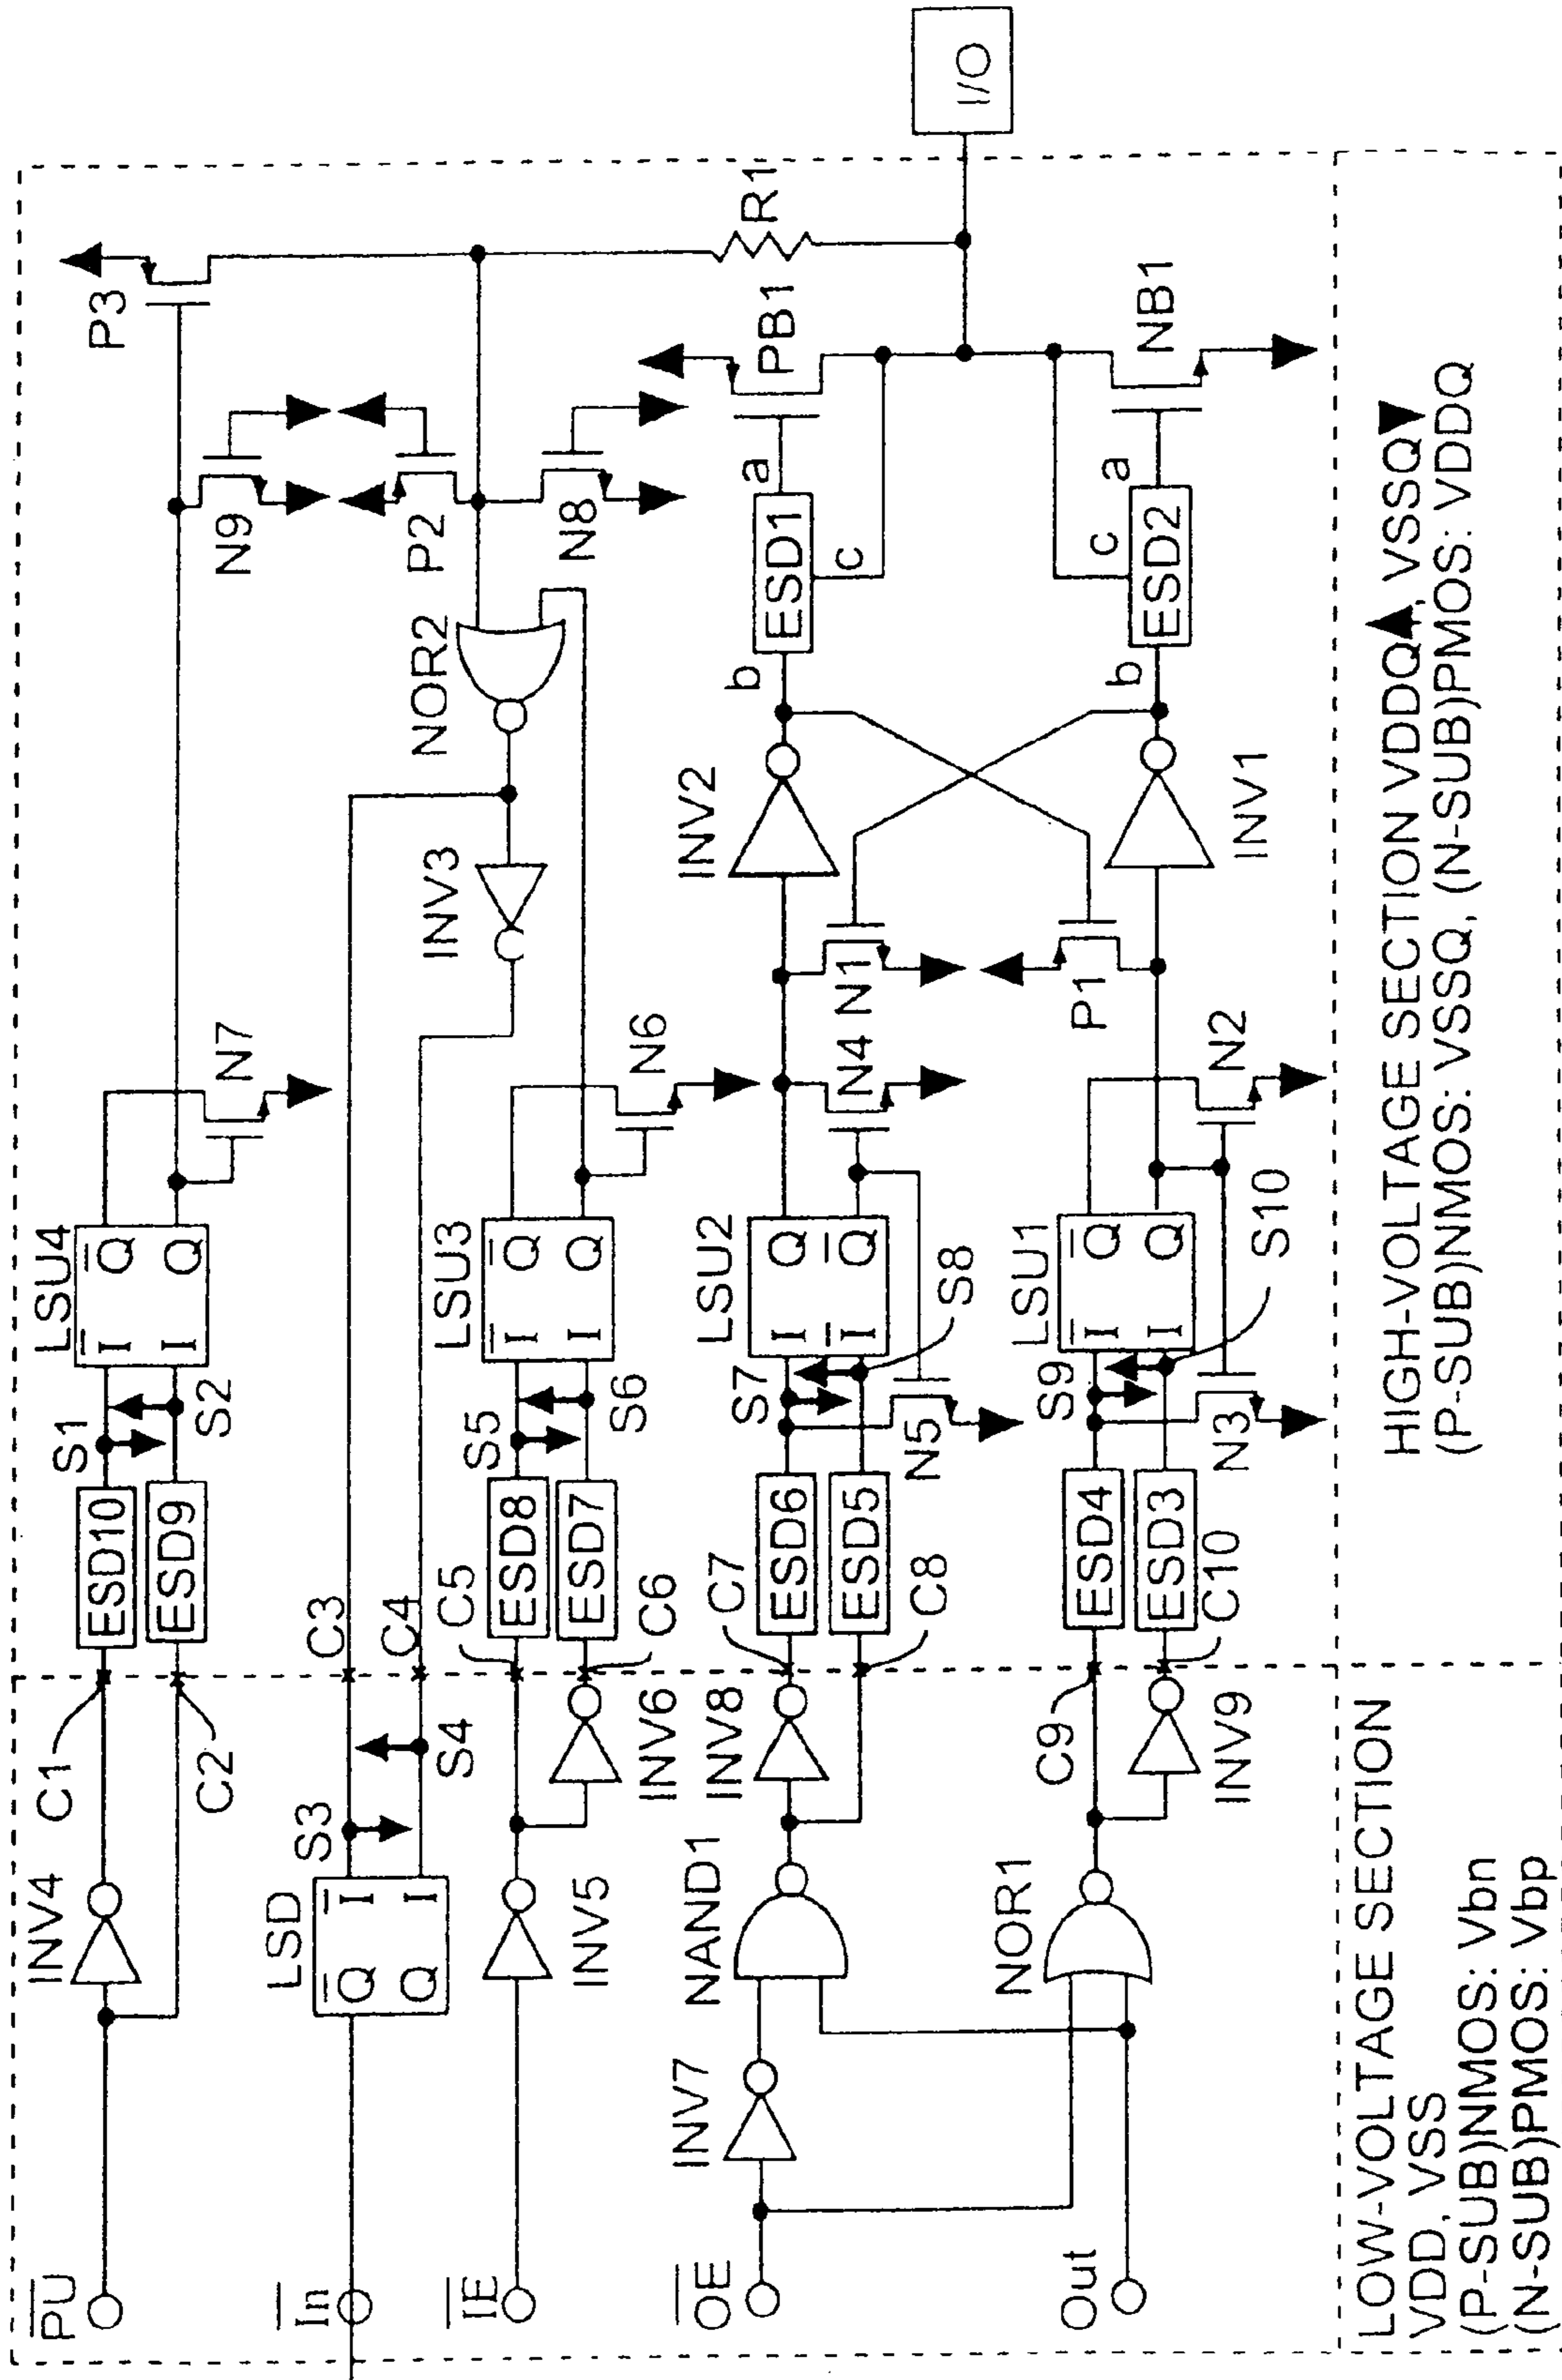 P̅U̅
INV4
C1
C2
S1
S2
ESD10
ESD9
LSU4
I̅ Q̅
I Q
N7
N9
P3
I̅n̅
LSD
Q̅ I̅
Q I
S3
S4
C3
C4
INV3
NOR2
P2
N8
R1
I̅E̅
INV5
INV6
C5
C6
ESD8
ESD7
S5
S6
LSU3
I̅ Q̅
I Q
N6
O̅E̅
INV7
NAND1
INV8
C7
C8
ESD6
ESD5
S7
S8
LSU2
I Q
I̅ Q̅
N5
N4
N1
INV2
b
ESD1
a
c
PB1
I/O
Out
NOR1
INV9
C9
C10
ESD4
ESD3
S9
S10
LSU1
I̅ Q̅
I Q
N3
N2
P1
INV1
b
ESD2
a
c
NB1
LOW-VOLTAGE SECTION
VDD, VSS
(P-SUB)NMOS: Vbn
(N-SUB)PMOS: Vbp
HIGH-VOLTAGE SECTION VDDQ▲, VSSQ▼
(P-SUB)NMOS: VSSQ, (N-SUB)PMOS: VDDQ